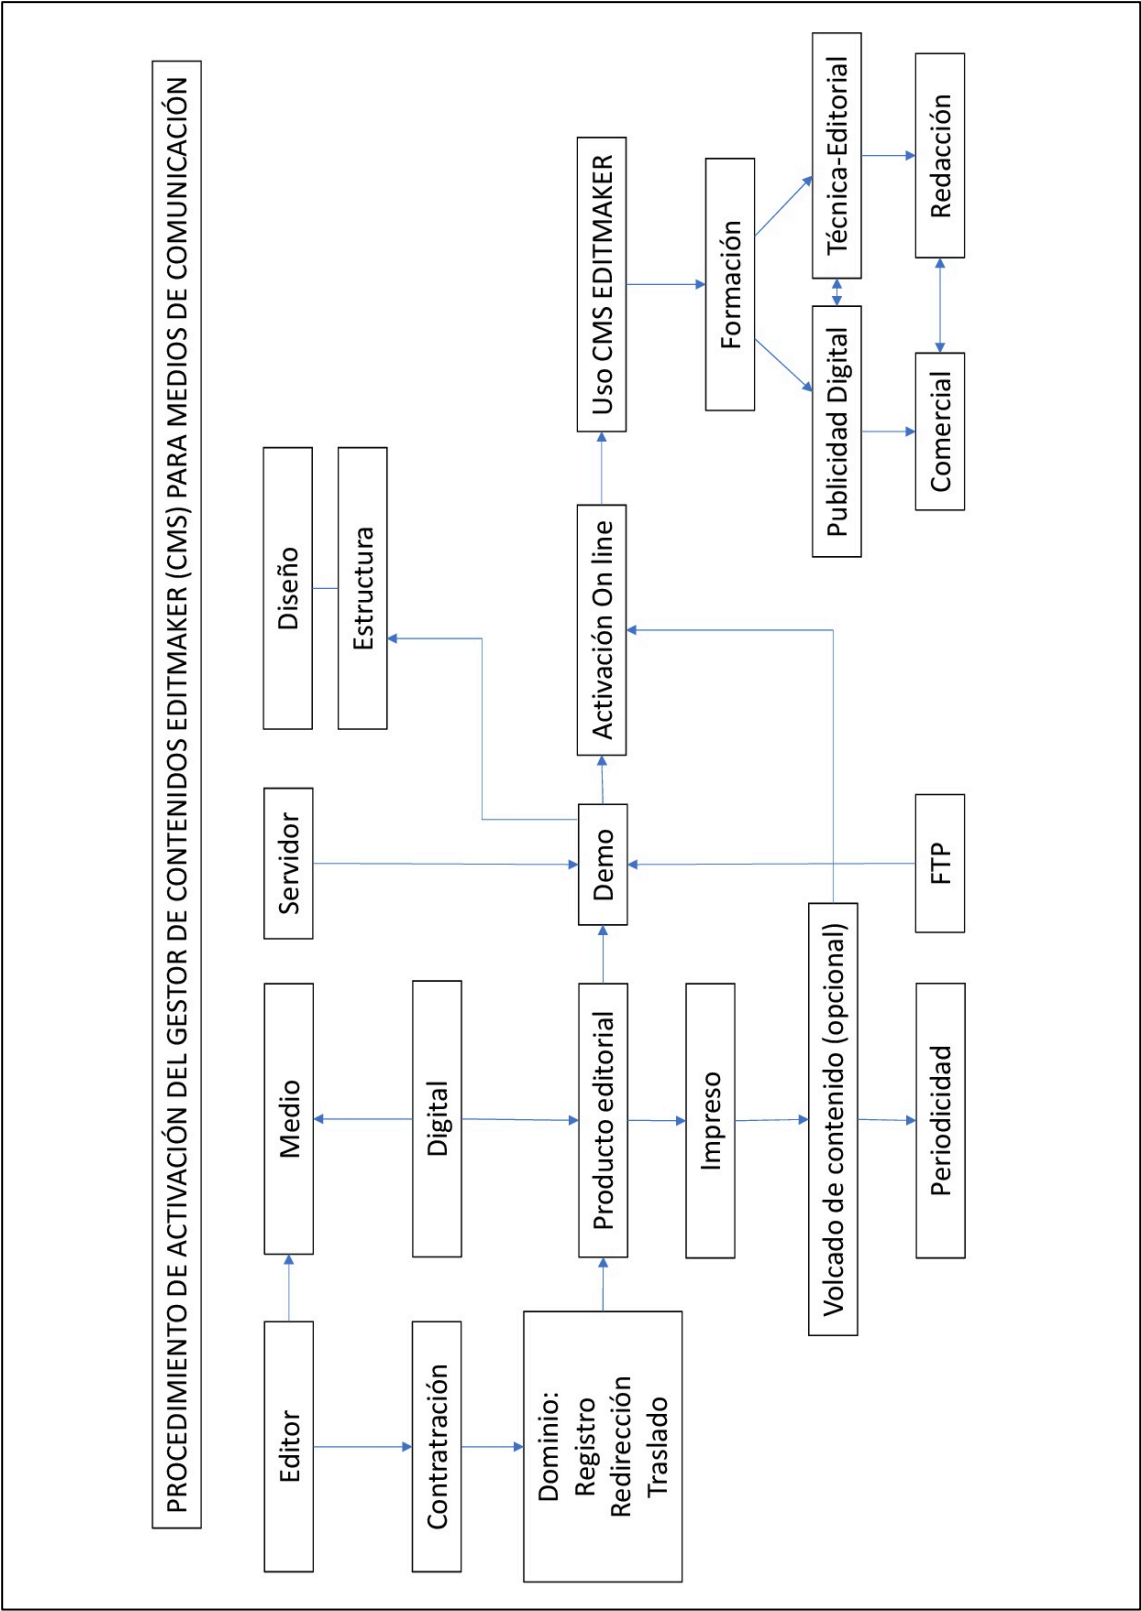 PROCEDIMIENTO DE ACTIVACIÓN DEL GESTOR DE CONTENIDOS EDITMAKER (CMS) PARA MEDIOS DE COMUNICACIÓN
Editor
Medio
Servidor
Diseño
Estructura
Contratración
Digital
Dominio:
Registro
Redirección
Traslado
Producto editorial
Demo
Activación On line
Uso CMS EDITMAKER
Impreso
Formación
Volcado de contenido (opcional)
Publicidad Digital
Técnica-Editorial
Periodicidad
FTP
Comercial
Redacción